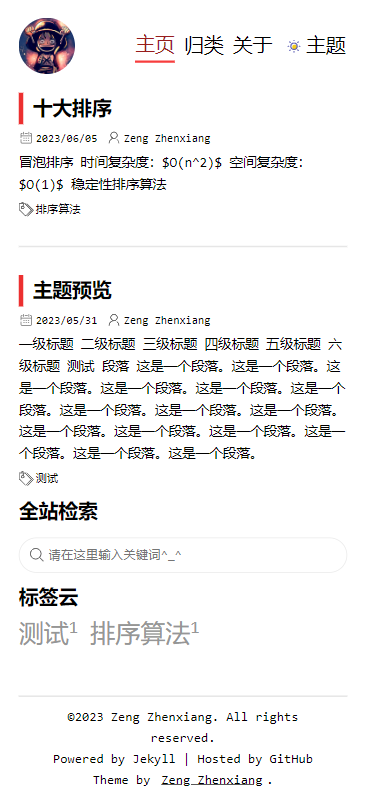 主页 归类 关于 主题
十大排序
2023/06/05 Zeng Zhenxiang
冒泡排序 时间复杂度：$O(n^2)$ 空间复杂度：
$O(1)$ 稳定性排序算法
排序算法
主题预览
2023/05/31 Zeng Zhenxiang
一级标题 二级标题 三级标题 四级标题 五级标题 六
级标题 测试 段落 这是一个段落。这是一个段落。这
是一个段落。这是一个段落。这是一个段落。这是一个
段落。这是一个段落。这是一个段落。这是一个段落。
这是一个段落。这是一个段落。这是一个段落。这是一
个段落。这是一个段落。这是一个段落。
测试
全站检索
请在这里输入关键词^_^
标签云
测试1 排序算法1
©2023 Zeng Zhenxiang. All rights
reserved.
Powered by Jekyll | Hosted by GitHub
Theme by Zeng Zhenxiang.